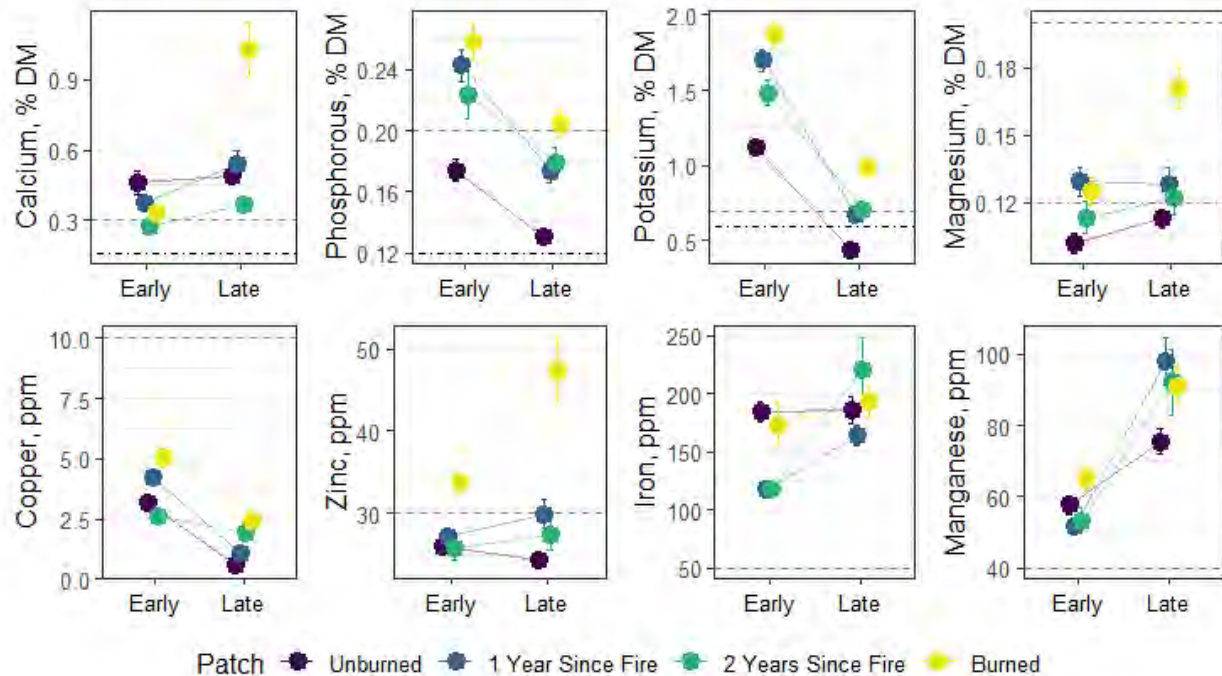 Calcium, % DM
0.9
0.6
0.3
Early Late
Phosphorous, % DM
0.24
0.20
0.16
0.12
Early Late
Potassium, % DM
2.0
1.5
1.0
0.5
Early Late
Magnesium, % DM
0.18
0.15
0.12
Early Late
Copper, ppm
10.0
7.5
5.0
2.5
0.0
Early Late
Zinc, ppm
50
40
30
Early Late
Iron, ppm
250
200
150
100
50
Early Late
Manganese, ppm
100
80
60
40
Early Late
Patch Unburned 1 Year Since Fire 2 Years Since Fire Burned